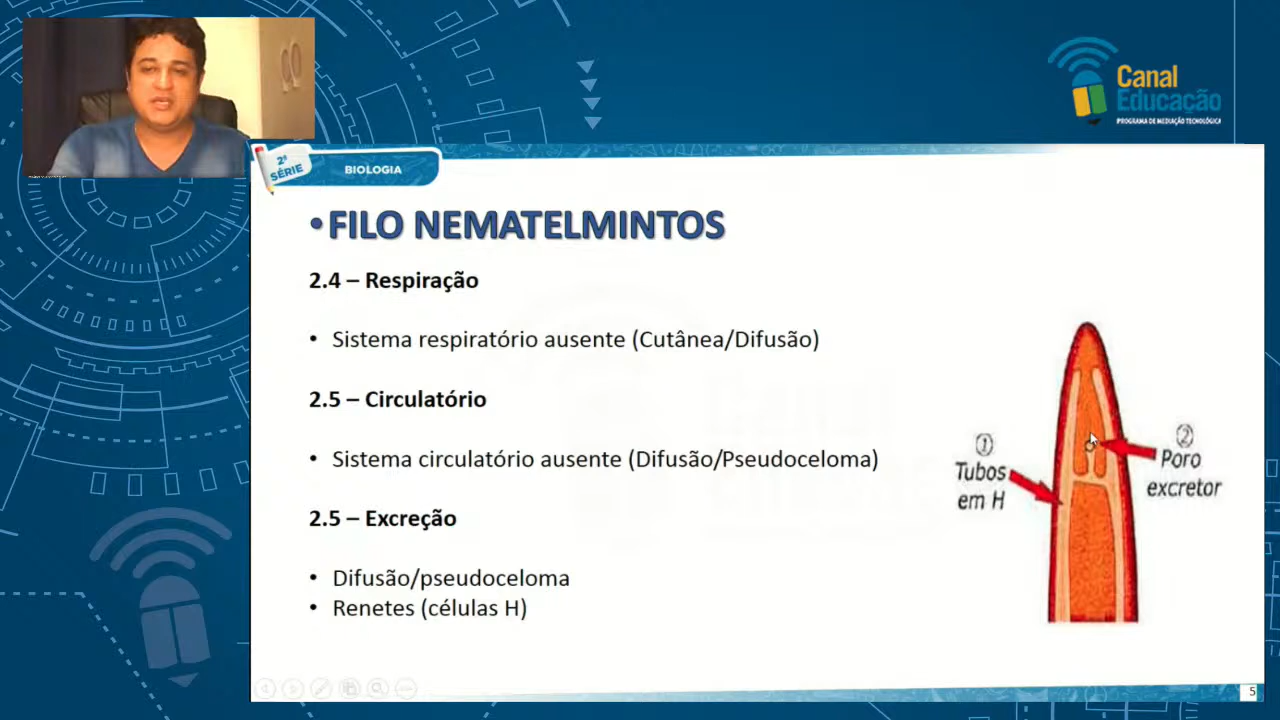 Canal
Educação
PROGRAMA DE MEDIAÇÃO TECNOLÓGICA
2ª
SÉRIE
BIOLOGIA
•FILO NEMATELMINTOS
2.4 – Respiração
• Sistema respiratório ausente (Cutânea/Difusão)
2.5 – Circulatório
• Sistema circulatório ausente (Difusão/Pseudoceloma)
2.5 – Excreção
• Difusão/pseudoceloma
• Renetes (células H)
①
Tubos
em H
②
Poro
excretor
5